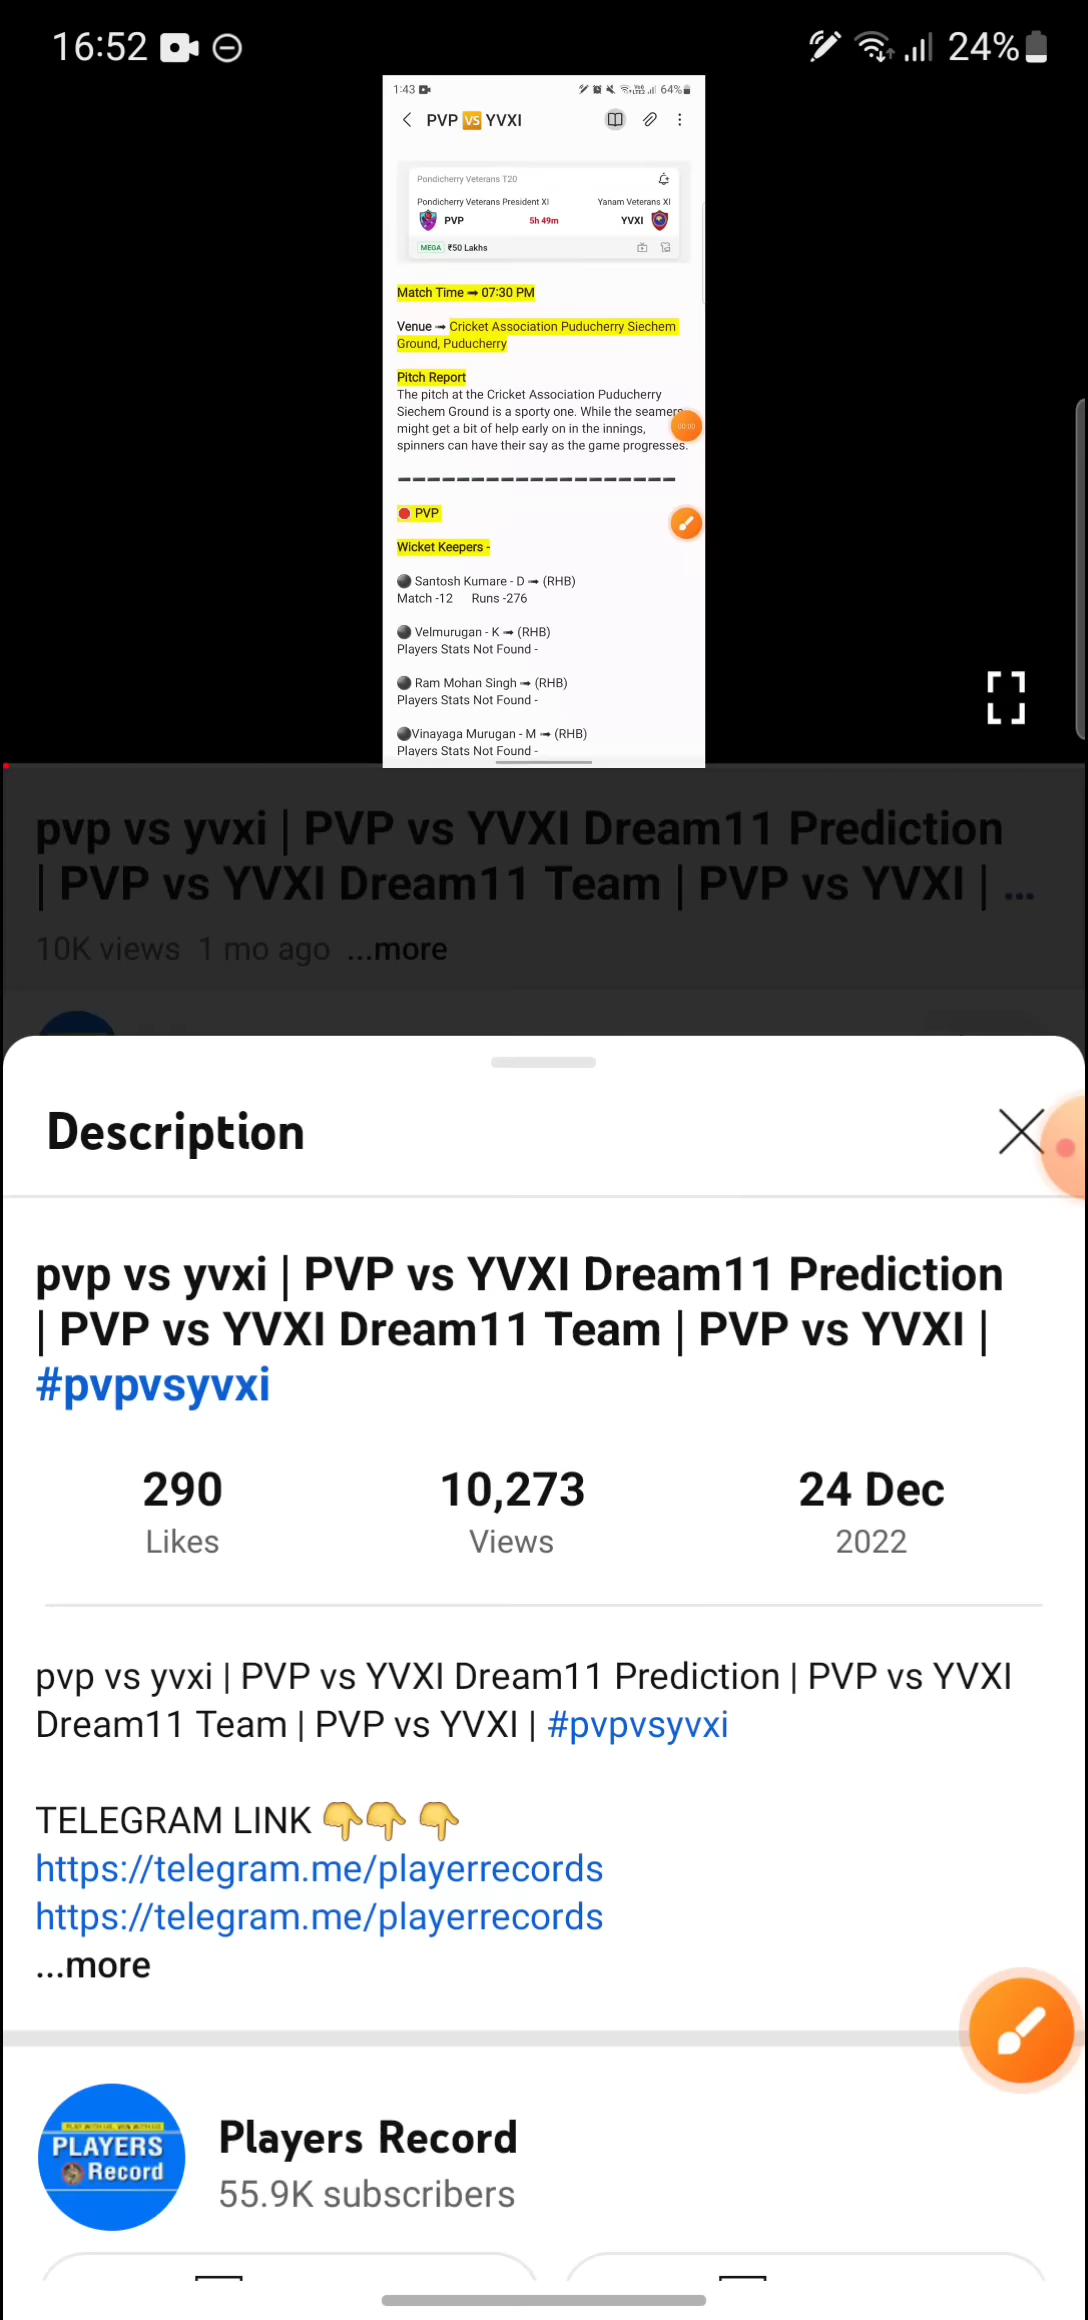 16:52 24%
1:43 64%
PVP VS YVXI
Pondicherry Veterans T20
Pondicherry Veterans President XI Yanam Veterans XI
PVP 5h 49m YVXI
MEGA ₹50 Lakhs
Match Time ➞ 07:30 PM
Venue ➞ Cricket Association Puducherry Siechem
Ground, Puducherry
Pitch Report
The pitch at the Cricket Association Puducherry
Siechem Ground is a sporty one. While the seamers
might get a bit of help early on in the innings,
spinners can have their say as the game progresses.
00:00
🔴 PVP
Wicket Keepers -
⚫ Santosh Kumare - D ➞ (RHB)
Match -12 Runs -276
⚫ Velmurugan - K ➞ (RHB)
Players Stats Not Found -
⚫ Ram Mohan Singh ➞ (RHB)
Players Stats Not Found -
⚫Vinayaga Murugan - M ➞ (RHB)
Players Stats Not Found -
pvp vs yvxi | PVP vs YVXI Dream11 Prediction
| PVP vs YVXI Dream11 Team | PVP vs YVXI | ...
10K views 1 mo ago ...more
Description
pvp vs yvxi | PVP vs YVXI Dream11 Prediction
| PVP vs YVXI Dream11 Team | PVP vs YVXI |
#pvpvsyvxi
290 10,273 24 Dec
Likes Views 2022
pvp vs yvxi | PVP vs YVXI Dream11 Prediction | PVP vs YVXI
Dream11 Team | PVP vs YVXI | #pvpvsyvxi
TELEGRAM LINK 👇👇 👇
https://telegram.me/playerrecords
https://telegram.me/playerrecords
...more
PLAYERS
Record
Players Record
55.9K subscribers